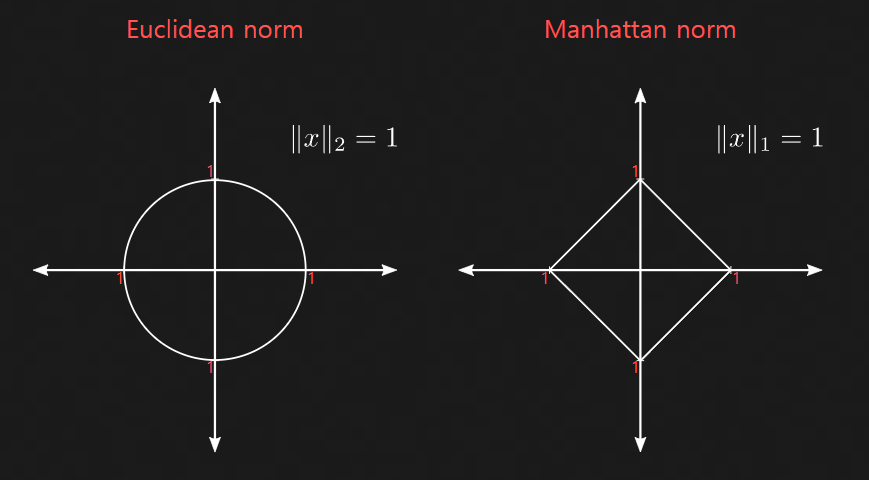 Euclidean norm
‖x‖₂ = 1
1
1
1
1
Manhattan norm
‖x‖₁ = 1
1
1
1
1